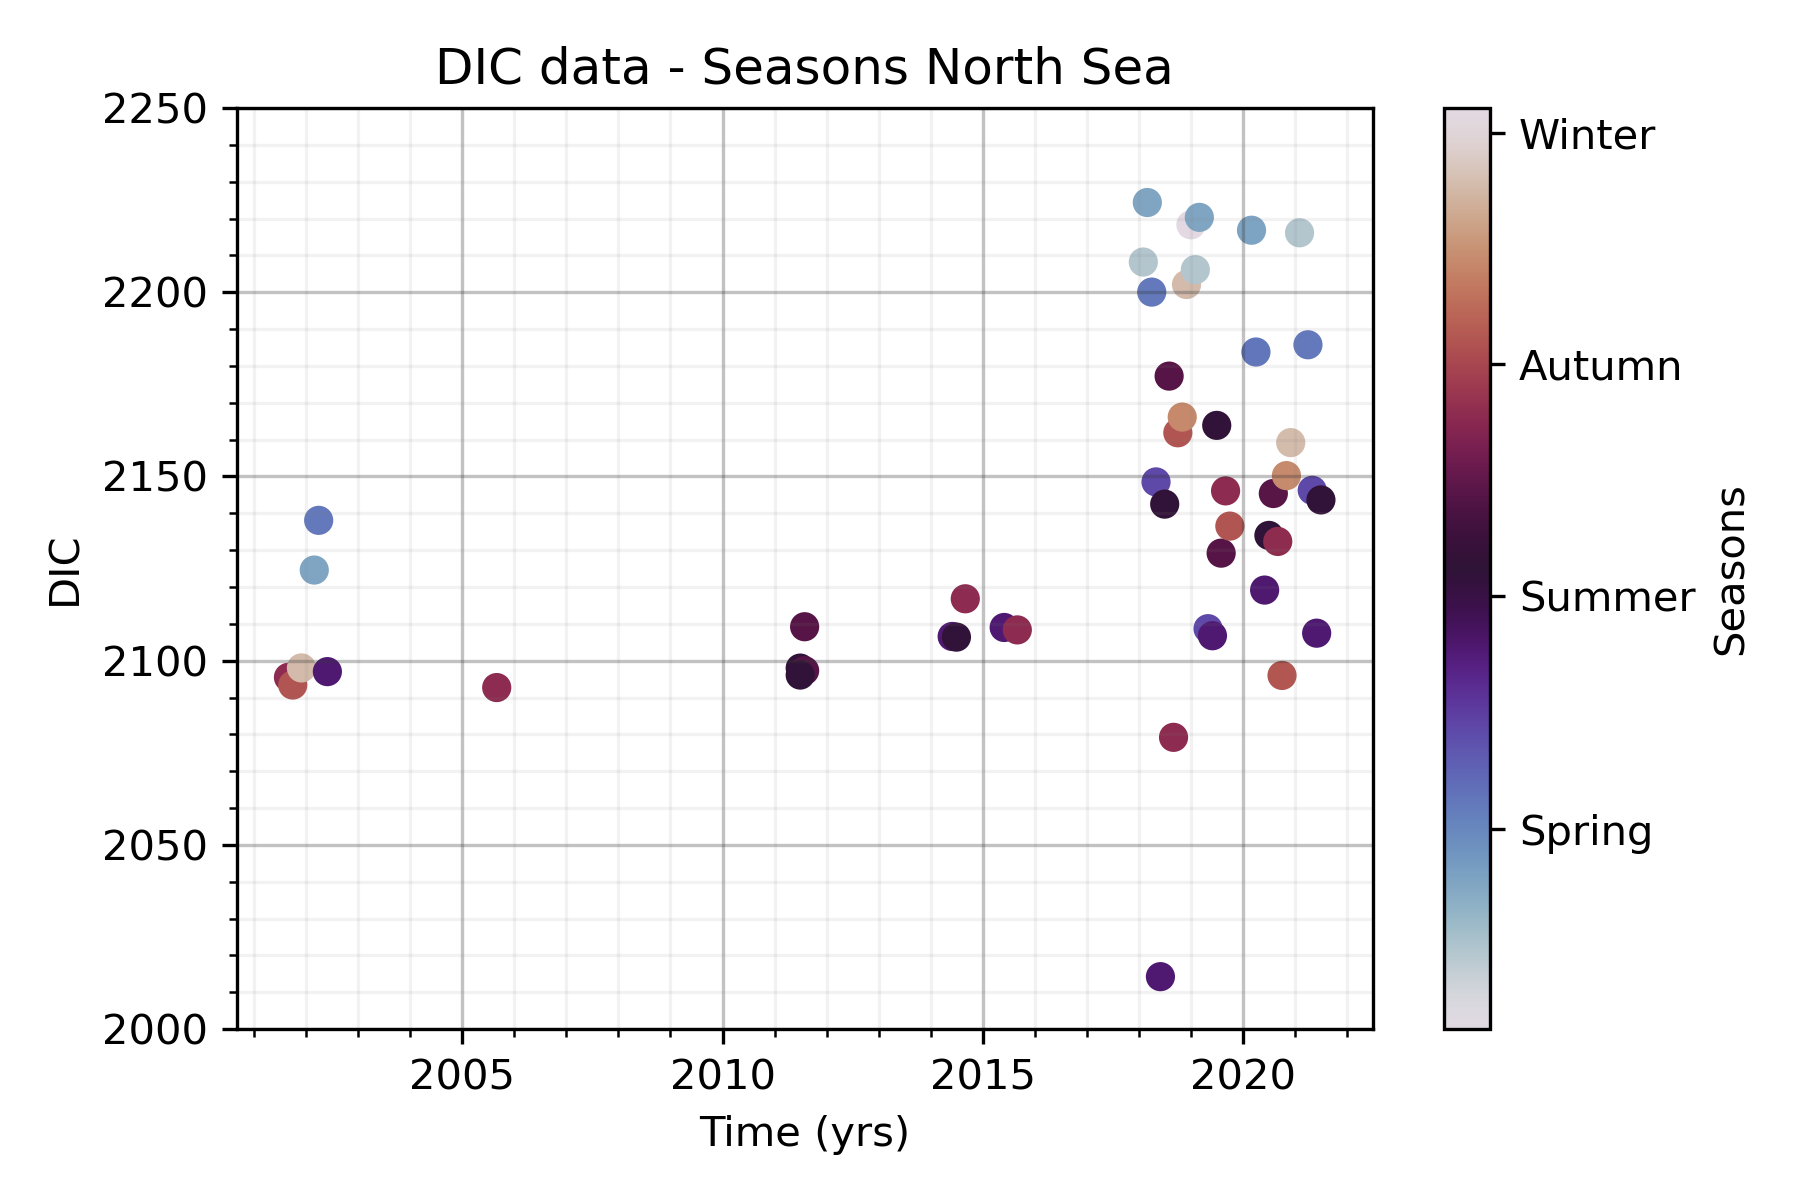 DIC data - Seasons North Sea
2250
2200
2150
2100
2050
2000
DIC
2005
2010
2015
2020
Time (yrs)
Winter
Autumn
Summer
Spring
Seasons